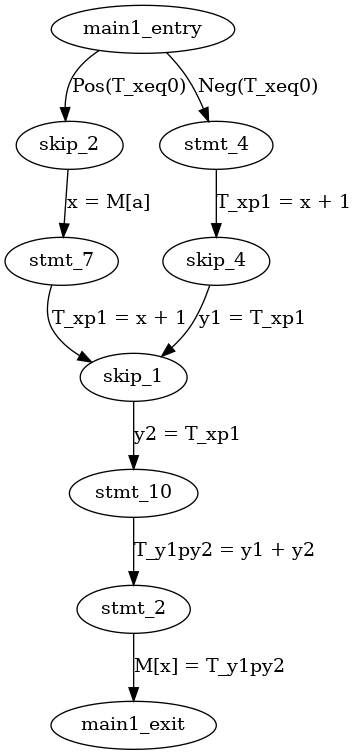 main1_entry
Pos(T_xeq0)
Neg(T_xeq0)
skip_2
stmt_4
x = M[a]
T_xp1 = x + 1
stmt_7
skip_4
T_xp1 = x + 1
y1 = T_xp1
skip_1
y2 = T_xp1
stmt_10
T_y1py2 = y1 + y2
stmt_2
M[x] = T_y1py2
main1_exit